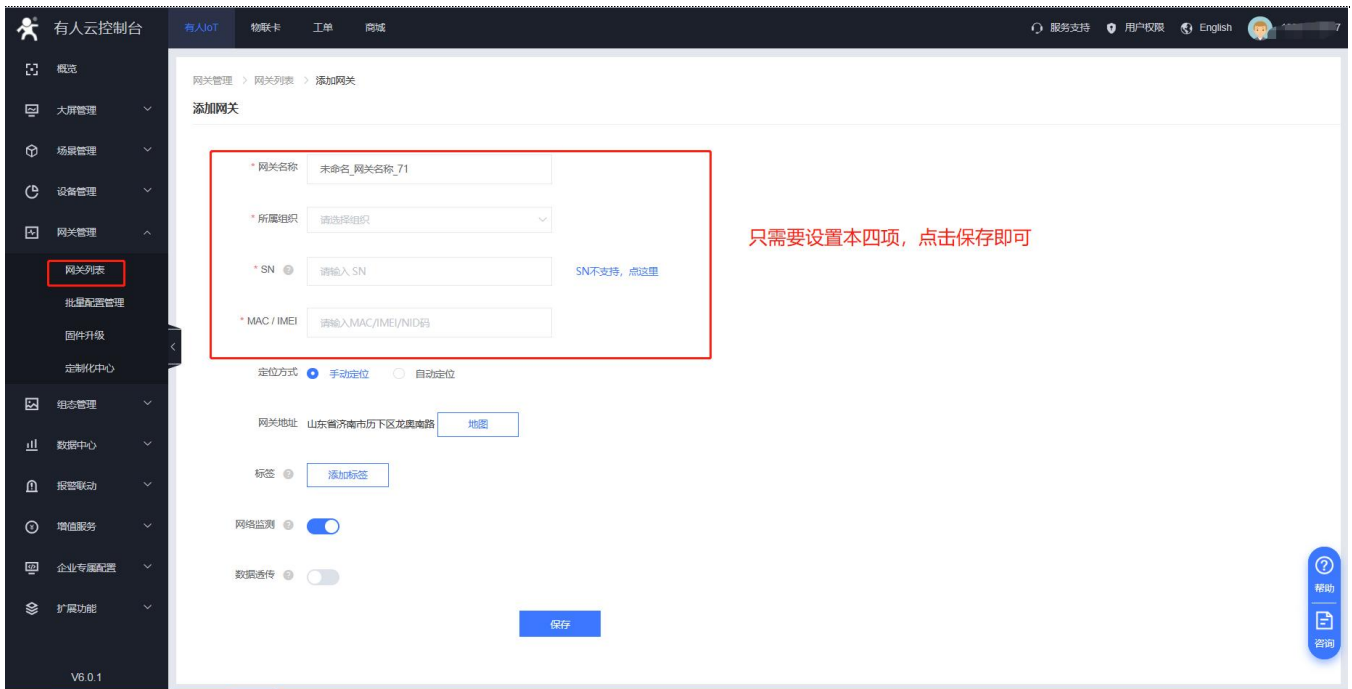 有人云控制台
有人IoT 物联卡 工单 商城
服务支持 用户权限 English
概览
大屏管理
场景管理
设备管理
网关管理
网关列表
批量配置管理
固件升级
定制化中心
组态管理
数据中心
报警联动
增值服务
企业专属配置
扩展功能
V6.0.1
网关管理 > 网关列表 > 添加网关
添加网关
* 网关名称 未命名_网关名称_71
* 所属组织 请选择组织
* SN 请输入 SN SN不支持，点这里
* MAC / IMEI 请输入MAC/IMEI/NID码
只需要设置本四项，点击保存即可
定位方式 手动定位 自动定位
网关地址 山东省济南市历下区龙奥南路 地图
标签 添加标签
网络监测
数据透传
保存
帮助
咨询